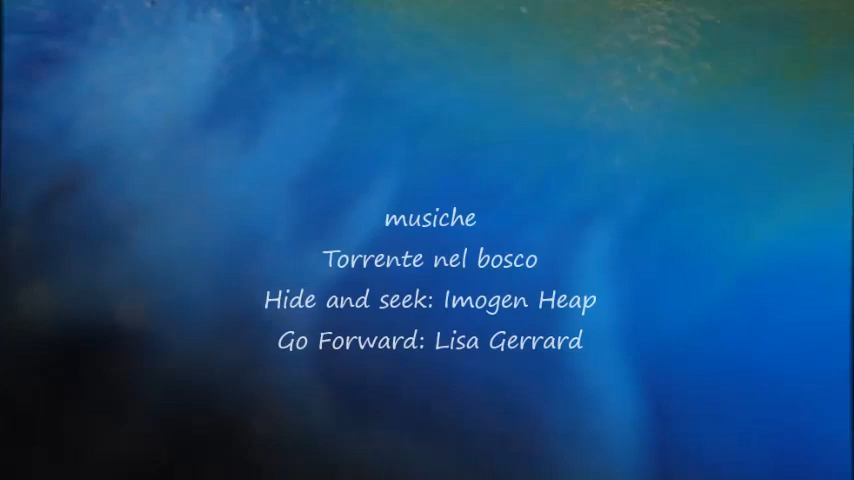 musiche
Torrente nel bosco
Hide and seek: Imogen Heap
Go Forward: Lisa Gerrard